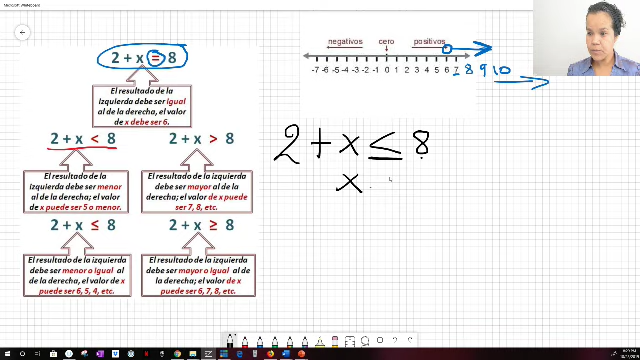 Microsoft Whiteboard
2 + x = 8
El resultado de la
izquierda debe ser igual
al de la derecha, el valor
de x debe ser 6.
2 + x < 8
El resultado de la
izquierda debe ser menor
al de la derecha; el valor
de x puede ser 5 o menor.
2 + x > 8
El resultado de la izquierda
debe ser mayor al de la
derecha; el valor de x puede ser
7, 8, etc.
2 + x ≤ 8
El resultado de la izquierda
debe ser menor o igual al
de la derecha; el valor de x
puede ser 6, 5, 4, etc.
2 + x ≥ 8
El resultado de la izquierda
debe ser mayor o igual al de
la derecha; el valor de x
puede ser 6, 7, 8, etc.
negativos cero positivos
-7 -6 -5 -4 -3 -2 -1 0 1 2 3 4 5 6 7 8 9 10
2 + x ≤ 8
x